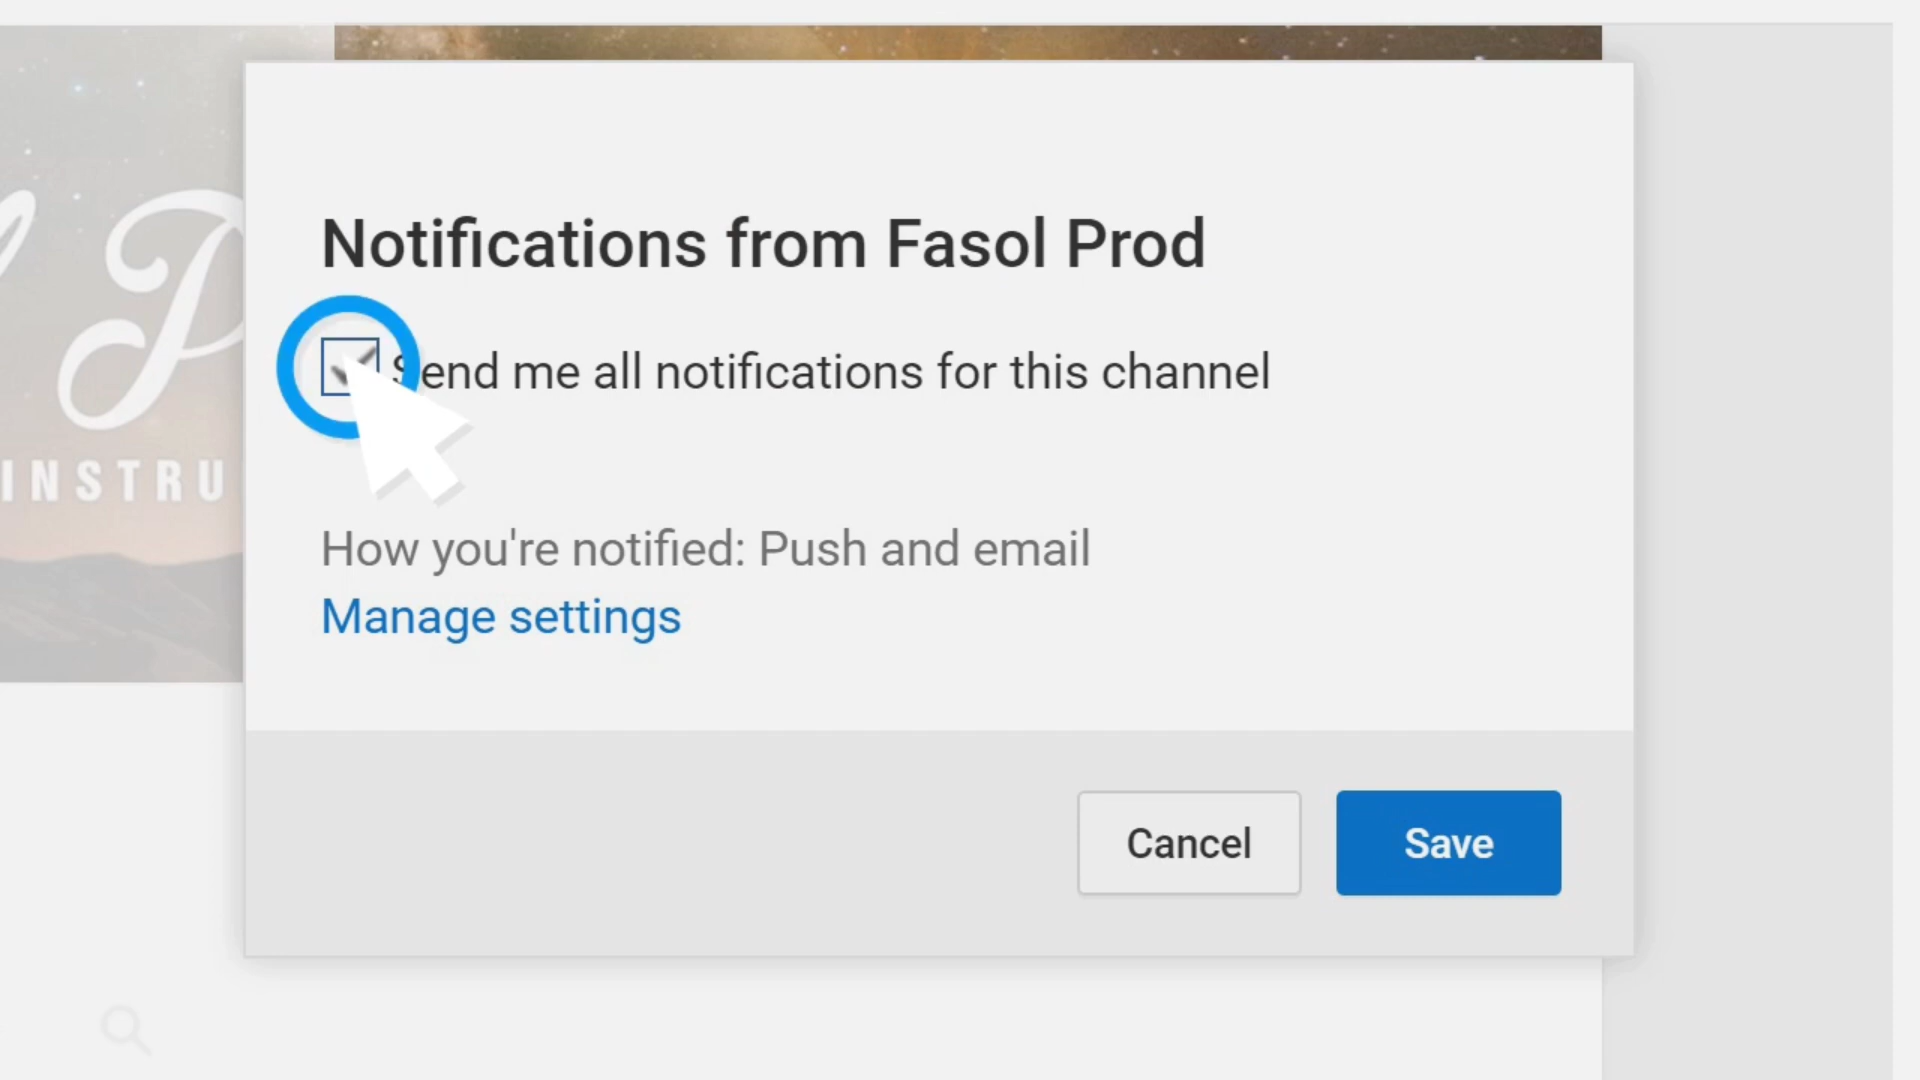 Notifications from Fasol Prod
Send me all notifications for this channel
INSTRU
How you're notified: Push and email
Manage settings
Cancel
Save